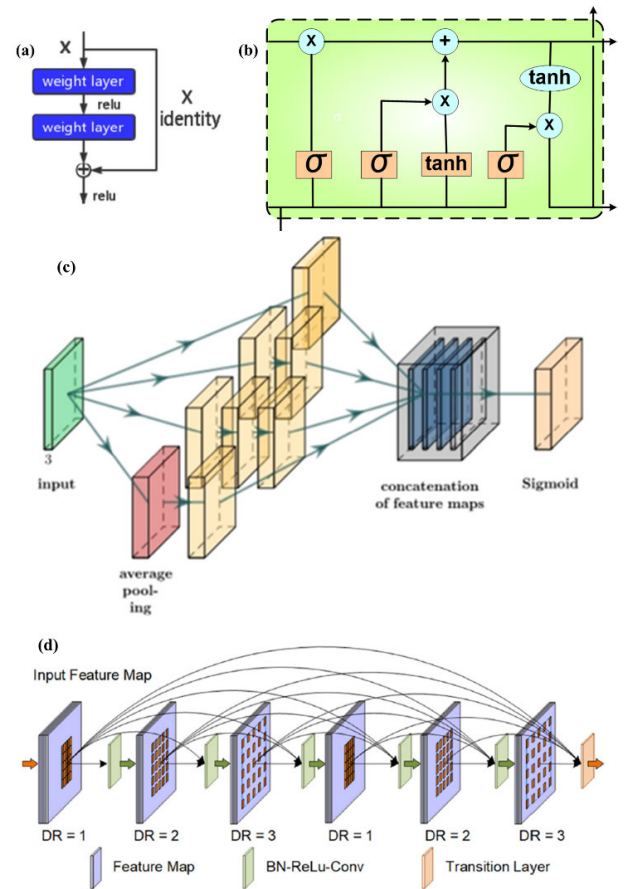 (a)
X
weight layer
relu
weight layer
X
identity
+
relu
(b)
X
+
tanh
X
X
σ
σ
tanh
σ
(c)
3
input
average
pool-
ing
concatenation
of feature maps
Sigmoid
(d)
Input Feature Map
DR = 1
DR = 2
DR = 3
DR = 1
DR = 2
DR = 3
Feature Map
BN-ReLu-Conv
Transition Layer